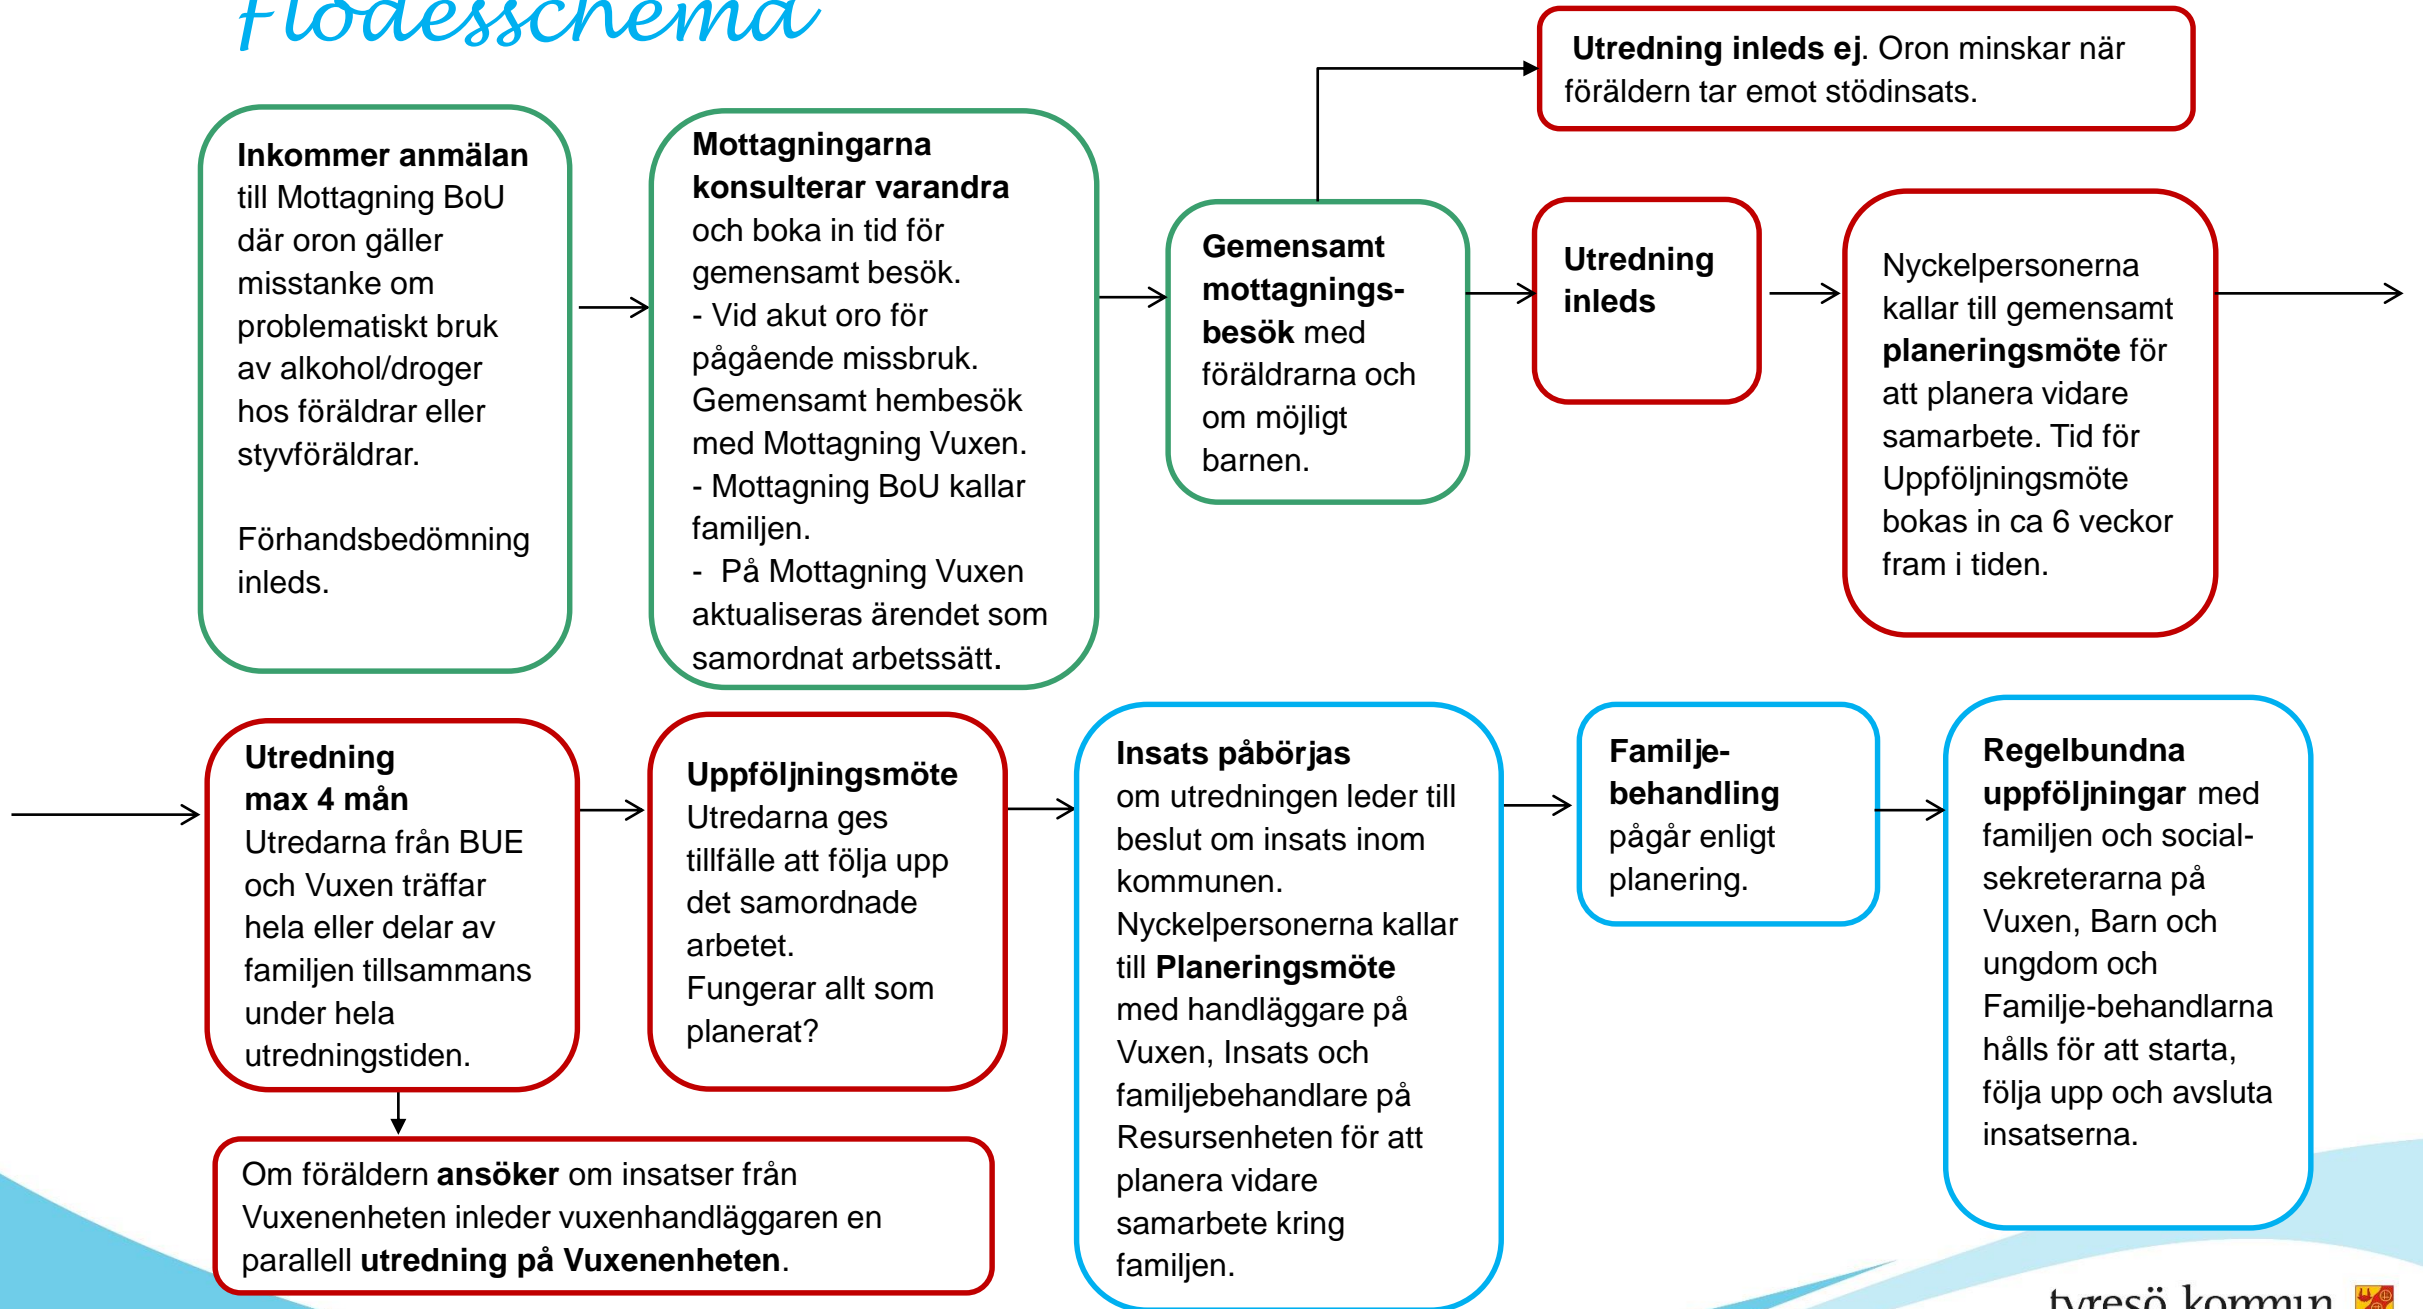 Flödesschema
Utredning inleds ej. Oron minskar när
föräldern tar emot stödinsats.
Inkommer anmälan
till Mottagning BoU
där oron gäller
misstanke om
problematiskt bruk
av alkohol/droger
hos föräldrar eller
styvföräldrar.
Förhandsbedömning
inleds.
Mottagningarna
konsulterar varandra
och boka in tid för
gemensamt besök.
- Vid akut oro för
pågående missbruk.
Gemensamt hembesök
med Mottagning Vuxen.
- Mottagning BoU kallar
familjen.
- På Mottagning Vuxen
aktualiseras ärendet som
samordnat arbetssätt.
Gemensamt
mottagnings-
besök med
föräldrarna och
om möjligt
barnen.
Utredning
inleds
Nyckelpersonerna
kallar till gemensamt
planeringsmöte för
att planera vidare
samarbete. Tid för
Uppföljningsmöte
bokas in ca 6 veckor
fram i tiden.
Utredning
max 4 mån
Utredarna från BUE
och Vuxen träffar
hela eller delar av
familjen tillsammans
under hela
utredningstiden.
Om föräldern ansöker om insatser från
Vuxenenheten inleder vuxenhandläggaren en
parallell utredning på Vuxenenheten.
Uppföljningsmöte
Utredarna ges
tillfälle att följa upp
det samordnade
arbetet.
Fungerar allt som
planerat?
Insats påbörjas
om utredningen leder till
beslut om insats inom
kommunen.
Nyckelpersonerna kallar
till Planeringsmöte
med handläggare på
Vuxen, Insats och
familjebehandlare på
Resursenheten för att
planera vidare
samarbete kring
familjen.
Familje-
behandling
pågår enligt
planering.
Regelbundna
uppföljningar med
familjen och social-
sekreterarna på
Vuxen, Barn och
ungdom och
Familje-behandlarna
hålls för att starta,
följa upp och avsluta
insatserna.
tyresö kommun